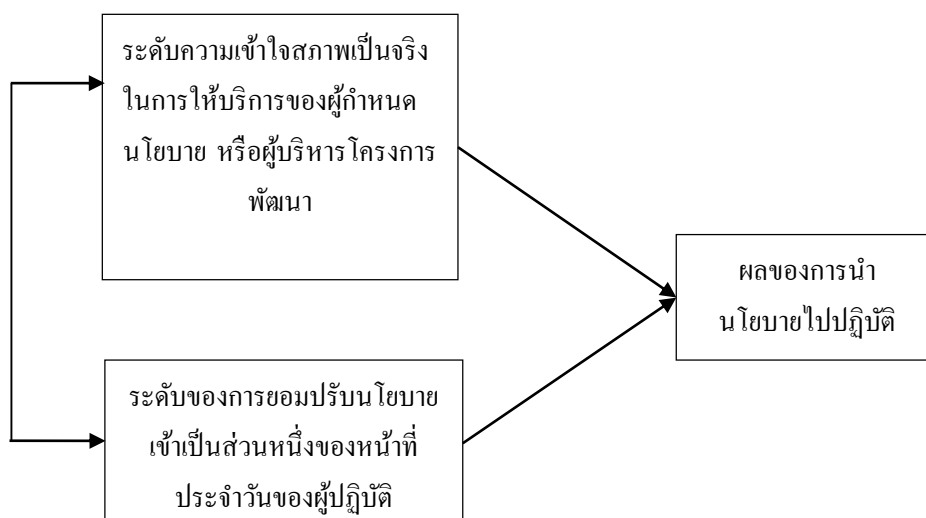 ระดับความเข้าใจสภาพเป็นจริง
ในการให้บริการของผู้กำหนด
นโยบาย หรือผู้บริหารโครงการ
พัฒนา
ผลของการนำ
นโยบายไปปฏิบัติ
ระดับของการยอมปรับนโยบาย
เข้าเป็นส่วนหนึ่งของหน้าที่
ประจำวันของผู้ปฏิบัติ